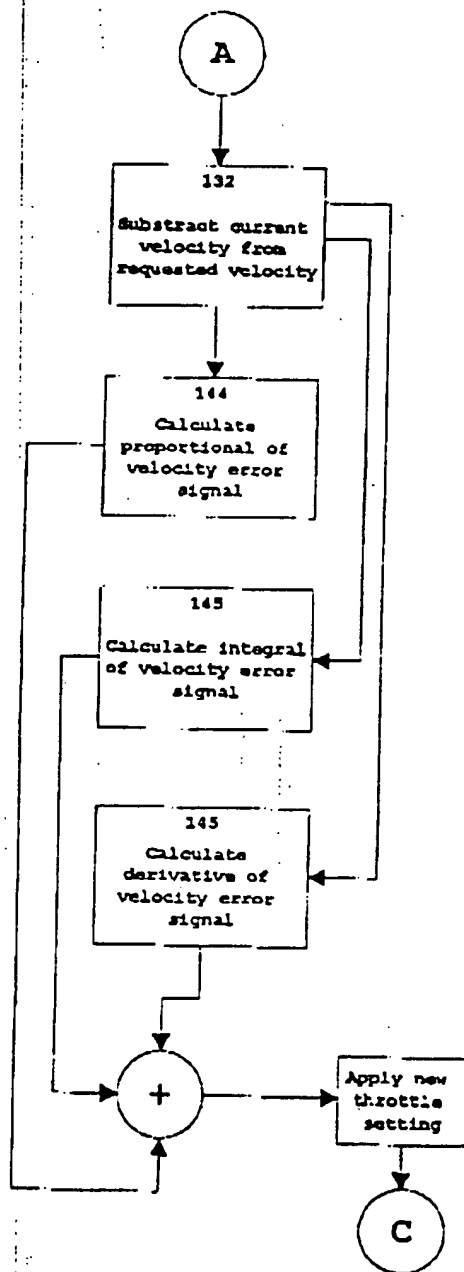 A
132
Substract current
velocity from
requested velocity
144
Calculate
proportional of
velocity error
signal
145
Calculate integral
of velocity error
signal
145
Calculate
derivative of
velocity error
signal
+
Apply new
throttle
setting
C